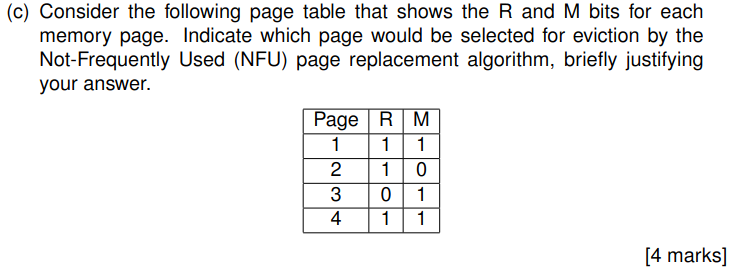 (c) Consider the following page table that shows the R and M bits for each
memory page. Indicate which page would be selected for eviction by the
Not-Frequently Used (NFU) page replacement algorithm, briefly justifying
your answer.
Page R M
1 1 1
2 1 0
3 0 1
4 1 1
[4 marks]